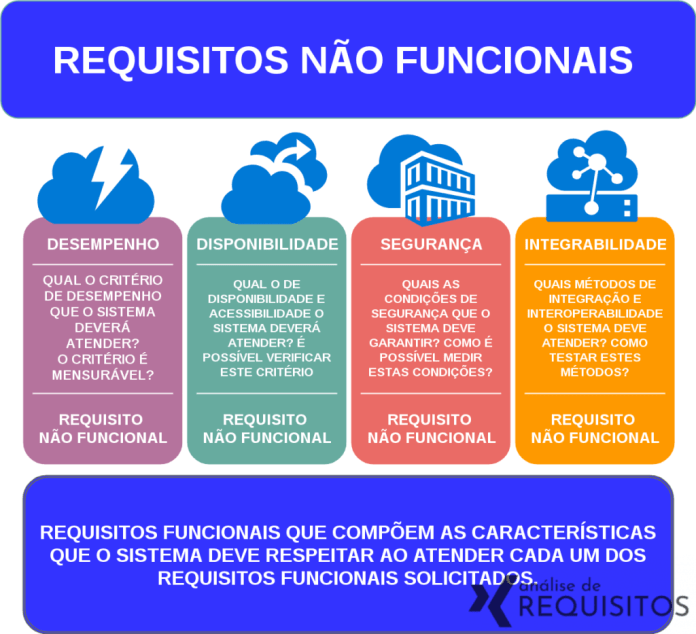 REQUISITOS NÃO FUNCIONAIS
DESEMPENHO
QUAL O CRITÉRIO
DE DESEMPENHO
QUE O SISTEMA
DEVERÁ
ATENDER?
O CRITÉRIO É
MENSURÁVEL?
REQUISITO
NÃO FUNCIONAL
DISPONIBILIDADE
QUAL O DE
DISPONIBILIDADE E
ACESSIBILIDADE O
SISTEMA DEVERÁ
ATENDER? É
POSSÍVEL VERIFICAR
ESTE CRITÉRIO
REQUISITO
NÃO FUNCIONAL
SEGURANÇA
QUAIS AS
CONDIÇÕES DE
SEGURANÇA QUE O
SISTEMA DEVE
GARANTIR? COMO É
POSSÍVEL MEDIR
ESTAS CONDIÇÕES?
REQUISITO
NÃO FUNCIONAL
INTEGRABILIDADE
QUAIS MÉTODOS DE
INTEGRAÇÃO E
INTEROPERABILIDADE
O SISTEMA DEVE
ATENDER? COMO
TESTAR ESTES
MÉTODOS?
REQUISITO
NÃO FUNCIONAL
REQUISITOS FUNCIONAIS QUE COMPÕEM AS CARACTERÍSTICAS
QUE O SISTEMA DEVE RESPEITAR AO ATENDER CADA UM DOS
REQUISITOS FUNCIONAIS SOLICITADOS.
análise de
REQUISITOS